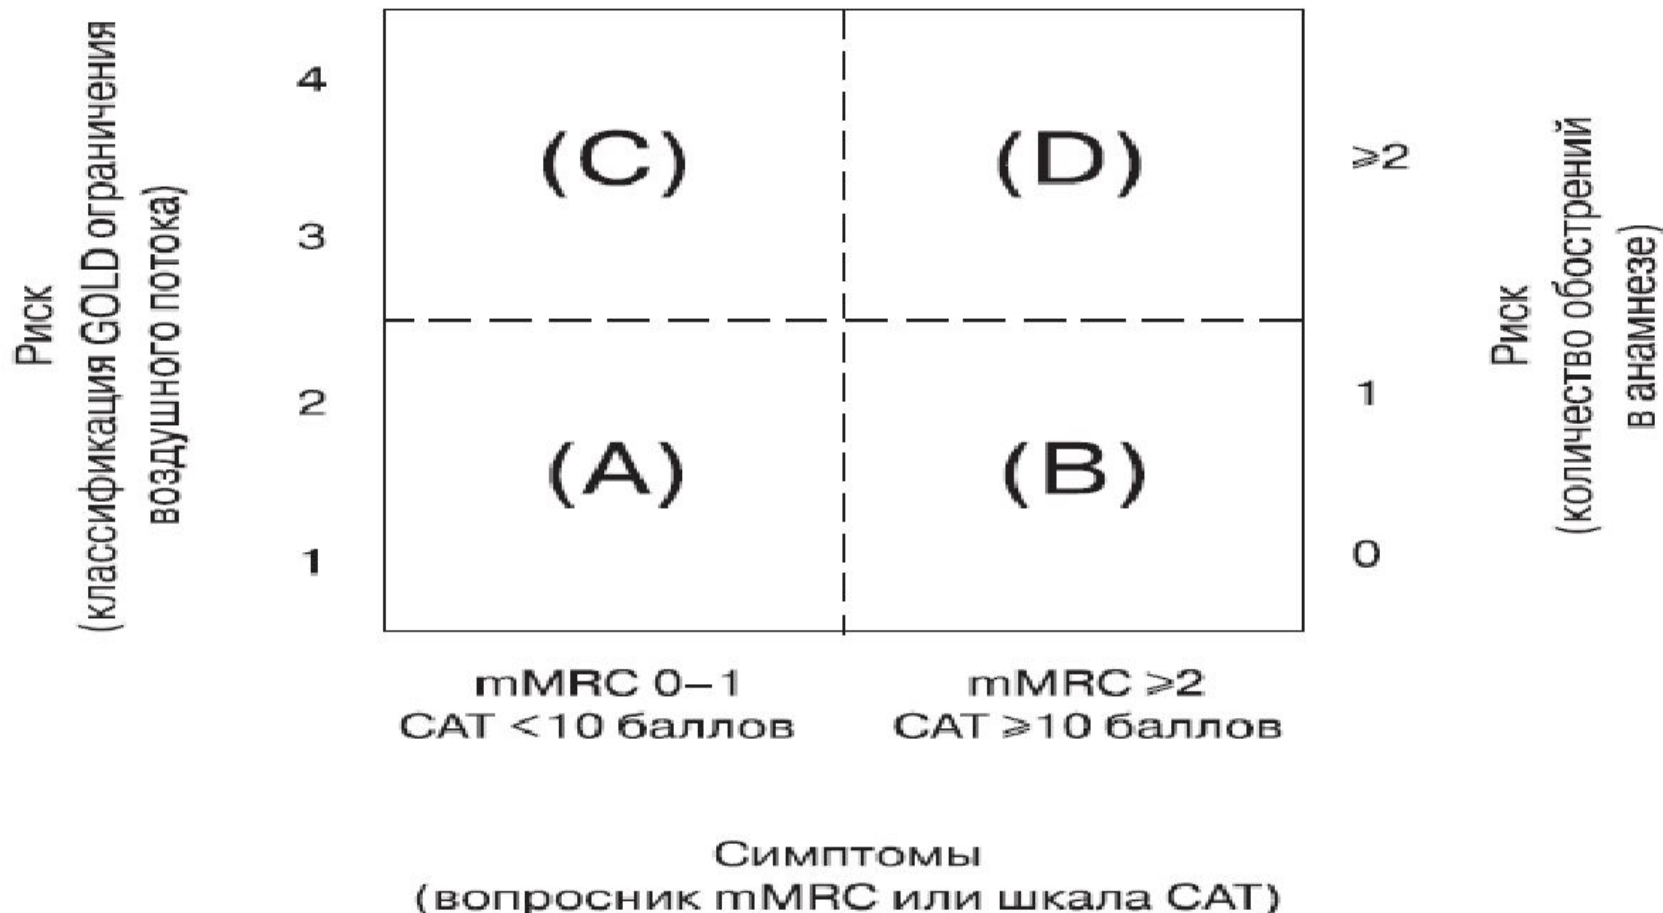 Риск
(классификация GOLD ограничения
воздушного потока)
4
3
2
1
(C)
(D)
(A)
(B)
⩾2
1
0
Риск
(количество обострений
в анамнезе)
mMRC 0–1
CAT <10 баллов
mMRC ⩾2
CAT ⩾10 баллов
Симптомы
(вопросник mMRC или шкала CAT)